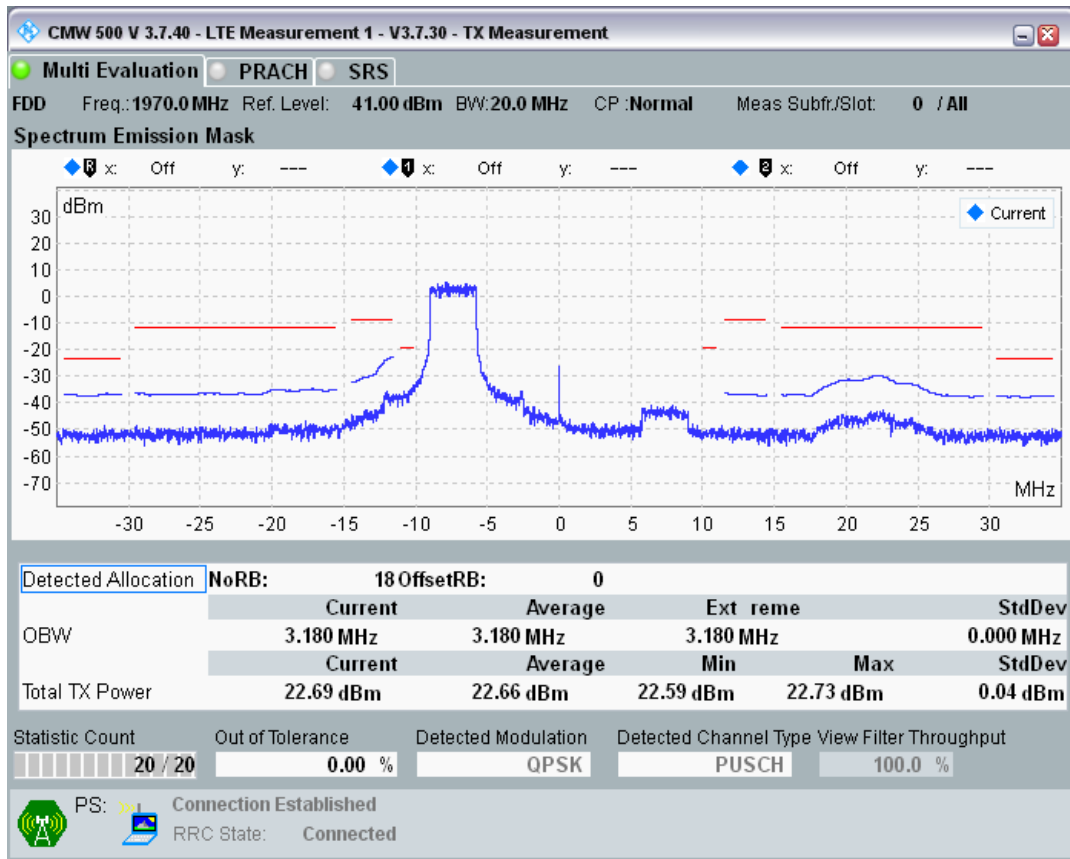 CMW 500 V 3.7.40 - LTE Measurement 1 - V3.7.30 - TX Measurement
Multi Evaluation PRACH SRS
FDD Freq.: 1970.0 MHz Ref. Level: 41.00 dBm BW: 20.0 MHz CP : Normal Meas Subfr./Slot: 0 / All
Spectrum Emission Mask
R x: Off y: --- 1 x: Off y: --- 2 x: Off y: ---
dBm
Current
30
20
10
0
-10
-20
-30
-40
-50
-60
-70
MHz
-30 -25 -20 -15 -10 -5 0 5 10 15 20 25 30
Detected Allocation NoRB: 18 OffsetRB: 0
Current Average Ext reme StdDev
OBW 3.180 MHz 3.180 MHz 3.180 MHz 0.000 MHz
Current Average Min Max StdDev
Total TX Power 22.69 dBm 22.66 dBm 22.59 dBm 22.73 dBm 0.04 dBm
Statistic Count Out of Tolerance Detected Modulation Detected Channel Type View Filter Throughput
20 / 20 0.00 % QPSK PUSCH 100.0 %
PS: Connection Established
RRC State: Connected